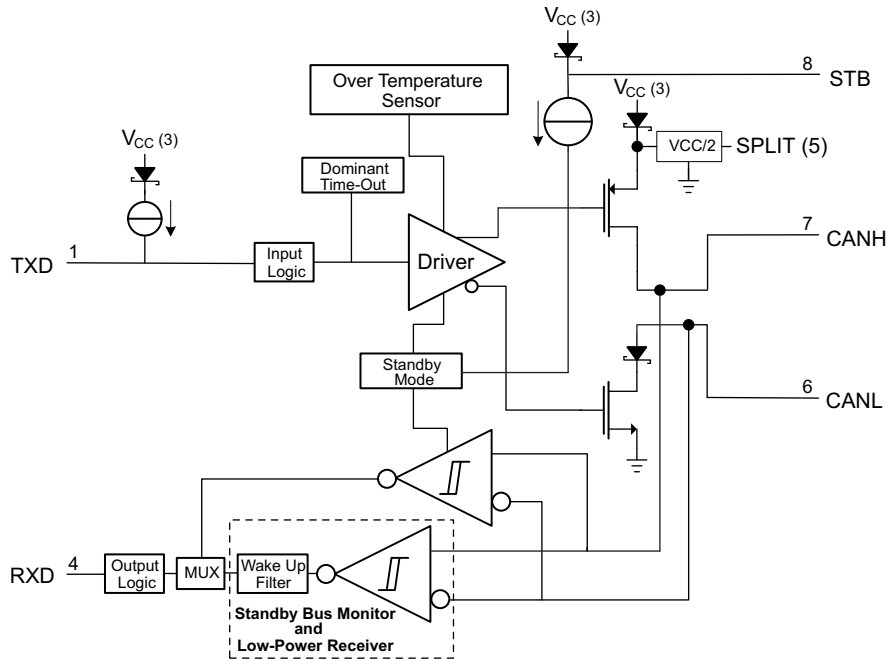 VCC (3)
8
STB
Over Temperature
Sensor
VCC (3)
VCC/2
SPLIT (5)
VCC (3)
Dominant
Time-Out
7
CANH
1
TXD
Input
Logic
Driver
Standby
Mode
6
CANL
4
RXD
Output
Logic
MUX
Wake Up
Filter
Standby Bus Monitor
and
Low-Power Receiver